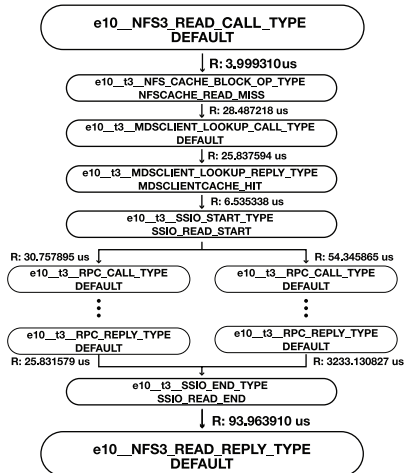 e10__NFS3_READ_CALL_TYPE
DEFAULT
R: 3.999310us
e10__t3__NFS_CACHE_BLOCK_OP_TYPE
NFSCACHE_READ_MISS
R: 28.487218 us
e10__t3__MDSCLIENT_LOOKUP_CALL_TYPE
DEFAULT
R: 25.837594 us
e10__t3__MDSCLIENT_LOOKUP_REPLY_TYPE
MDSCLIENTCACHE_HIT
R: 6.535338 us
e10__t3__SSIO_START_TYPE
SSIO_READ_START
R: 30.757895 us
R: 54.345865 us
e10__t3__RPC_CALL_TYPE
DEFAULT
e10__t3__RPC_CALL_TYPE
DEFAULT
e10__t3__RPC_REPLY_TYPE
DEFAULT
e10__t3__RPC_REPLY_TYPE
DEFAULT
R: 25.831579 us
R: 3233.130827 us
e10__t3__SSIO_END_TYPE
SSIO_READ_END
R: 93.963910 us
e10__NFS3_READ_REPLY_TYPE
DEFAULT